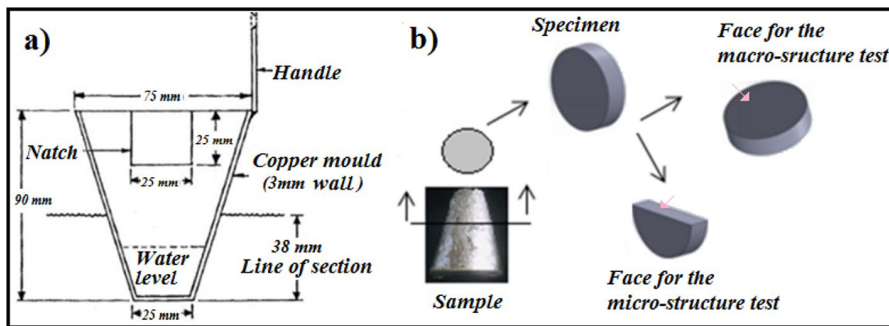 a)
Handle
75 mm
25 mm
Natch
25 mm
Copper mould
(3mm wall)
90 mm
38 mm
Water
level
Line of section
25 mm
b)
Specimen
Face for the
macro-sructure test
Sample
Face for the
micro-structure test